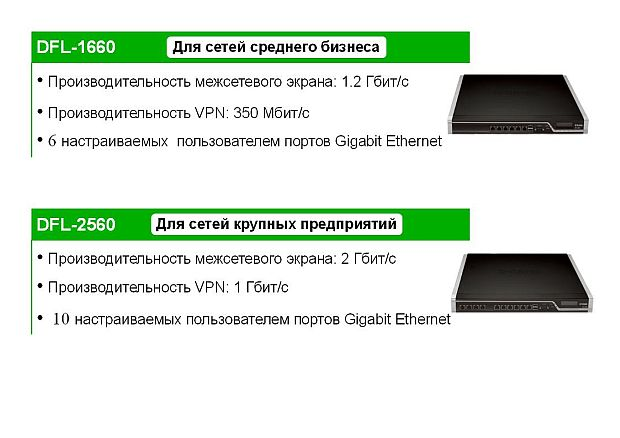 DFL-1660 Для сетей среднего бизнеса
• Производительность межсетевого экрана: 1.2 Гбит/с
• Производительность VPN: 350 Мбит/с
• 6 настраиваемых пользователем портов Gigabit Ethernet
DFL-2560 Для сетей крупных предприятий
• Производительность межсетевого экрана: 2 Гбит/с
• Производительность VPN: 1 Гбит/с
• 10 настраиваемых пользователем портов Gigabit Ethernet